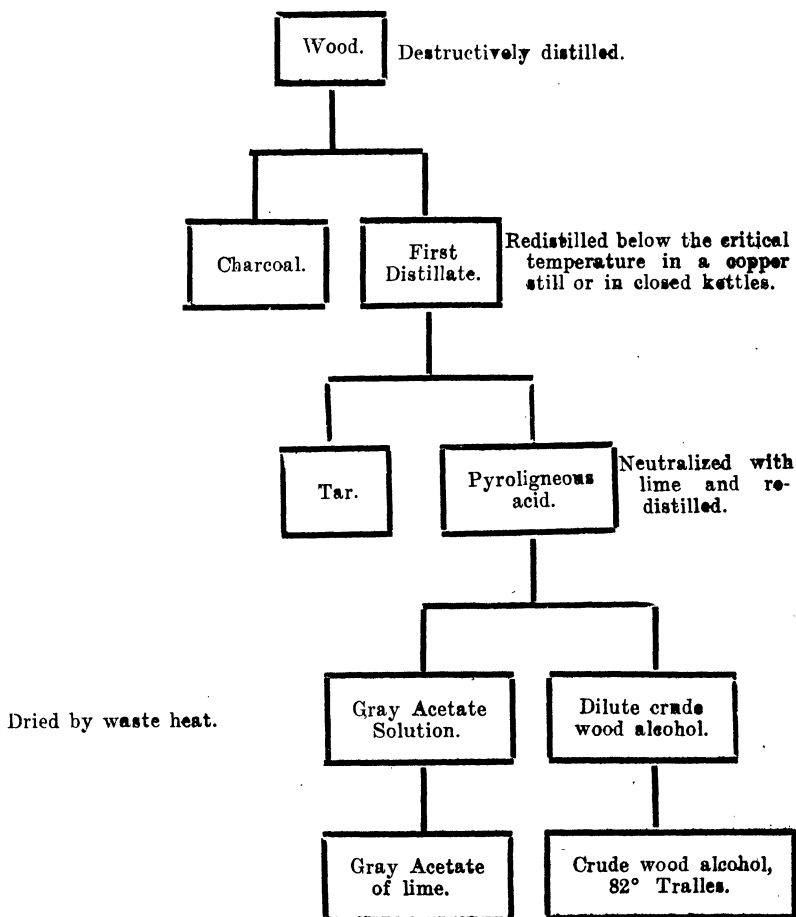 Wood.
Destructively distilled.
Charcoal.
First
Distillate.
Redistilled below the critical
temperature in a copper
still or in closed kettles.
Tar.
Pyroligneous
acid.
Neutralized with
lime and re-
distilled.
Dried by waste heat.
Gray Acetate
Solution.
Dilute crude
wood alcohol.
Gray Acetate
of lime.
Crude wood alcohol,
82° Tralles.